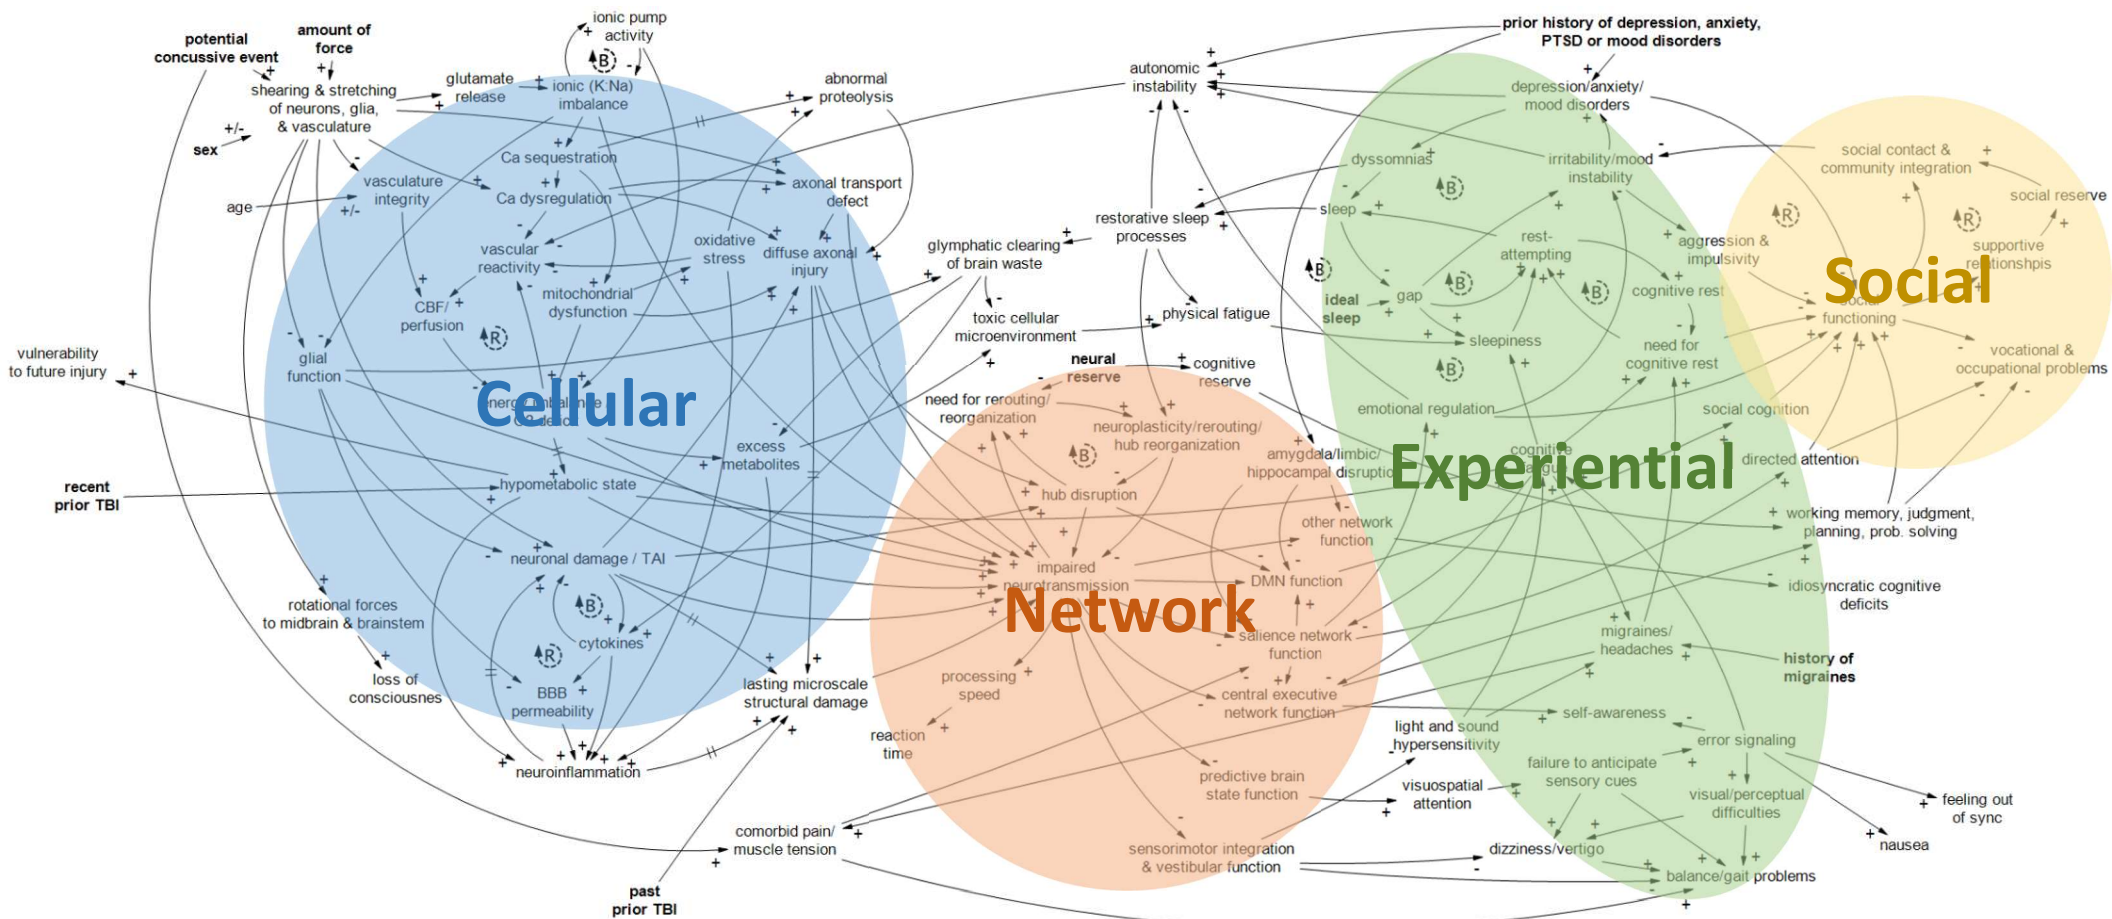 ionic pump
activity
potential
concussive event
amount of
force
prior history of depression, anxiety,
PTSD or mood disorders
shearing & stretching
of neurons, glia,
& vasculature
glutamate
release
ionic (K:Na)
imbalance
abnormal
proteolysis
autonomic
instability
depression/anxiety/
mood disorders
sex
Ca sequestration
dyssomnias
irritability/mood
instability
social contact &
community integration
vasculature
integrity
Ca dysregulation
axonal transport
defect
social reserve
age
sleep
restorative sleep
processes
vascular
reactivity
oxidative
stress
diffuse axonal
injury
glymphatic clearing
of brain waste
rest-
attempting
aggression &
impulsivity
supportive
relationshpis
Social
mitochondrial
dysfunction
CBF/
perfusion
gap
ideal
sleep
cognitive rest
social
functioning
toxic cellular
microenvironment
physical fatigue
sleepiness
need for
cognitive rest
glial
function
vulnerability
to future injury
neural
reserve
cognitive
reserve
vocational &
occupational problems
Cellular
energy
need for rerouting/
reorganization
neuroplasticity/rerouting/
hub reorganization
emotional regulation
social cognition
excess
metabolites
amygdala/limbic/
hippocampal disruption
cognitive
Experiential
directed attention
recent
prior TBI
hypometabolic state
hub disruption
other network
function
working memory, judgment,
planning, prob. solving
neuronal damage / TAI
impaired
neurotransmission
DMN function
idiosyncratic cognitive
deficits
Network
rotational forces
to midbrain & brainstem
cytokines
salience network
function
migraines/
headaches
history of
migraines
loss of
consciousnes
BBB
permeability
lasting microscale
structural damage
processing
speed
central executive
network function
self-awareness
light and sound
hypersensitivity
error signaling
reaction
time
neuroinflammation
predictive brain
state function
visuospatial
attention
failure to anticipate
sensory cues
visual/perceptual
difficulties
feeling out
of sync
comorbid pain/
muscle tension
sensorimotor integration
& vestibular function
dizziness/vertigo
nausea
balance/gait problems
past
prior TBI